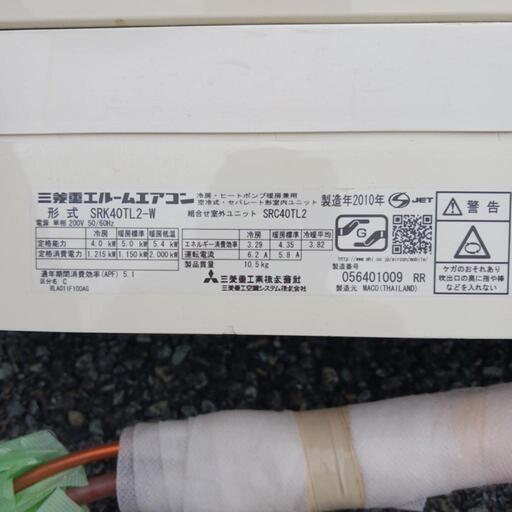 三菱重工ルームエアコン
冷房・ヒートポンプ暖房兼用
空冷式・セパレート形室内ユニット
製造年2010年 JET
形式 SRK40TL2-W 組合せ室外ユニット SRC40TL2
電源 単相 200V 50/60Hz
冷房 暖房標準 暖房低温
定格能力 4.0 kW 5.0 kW 5.4 kW
定格消費電力 1.215 kW 1.150 kW 2.000 kW
冷房 暖房標準 冷暖平均
エネルギー消費効率 3.29 4.35 3.82
運転電流 6.2 A 5.8 A
製品質量 10.5kg
通年期間消費効率(APF) 5.1
区分名 C
RLA011F100AG
三菱重工業株式会社
三菱重工空調システム株式会社
G
製造番号
056401009 RR
製造元 MACO(THAILAND)
警告
ケガのおそれあり
吹出口の奥に指や棒
などを入れない